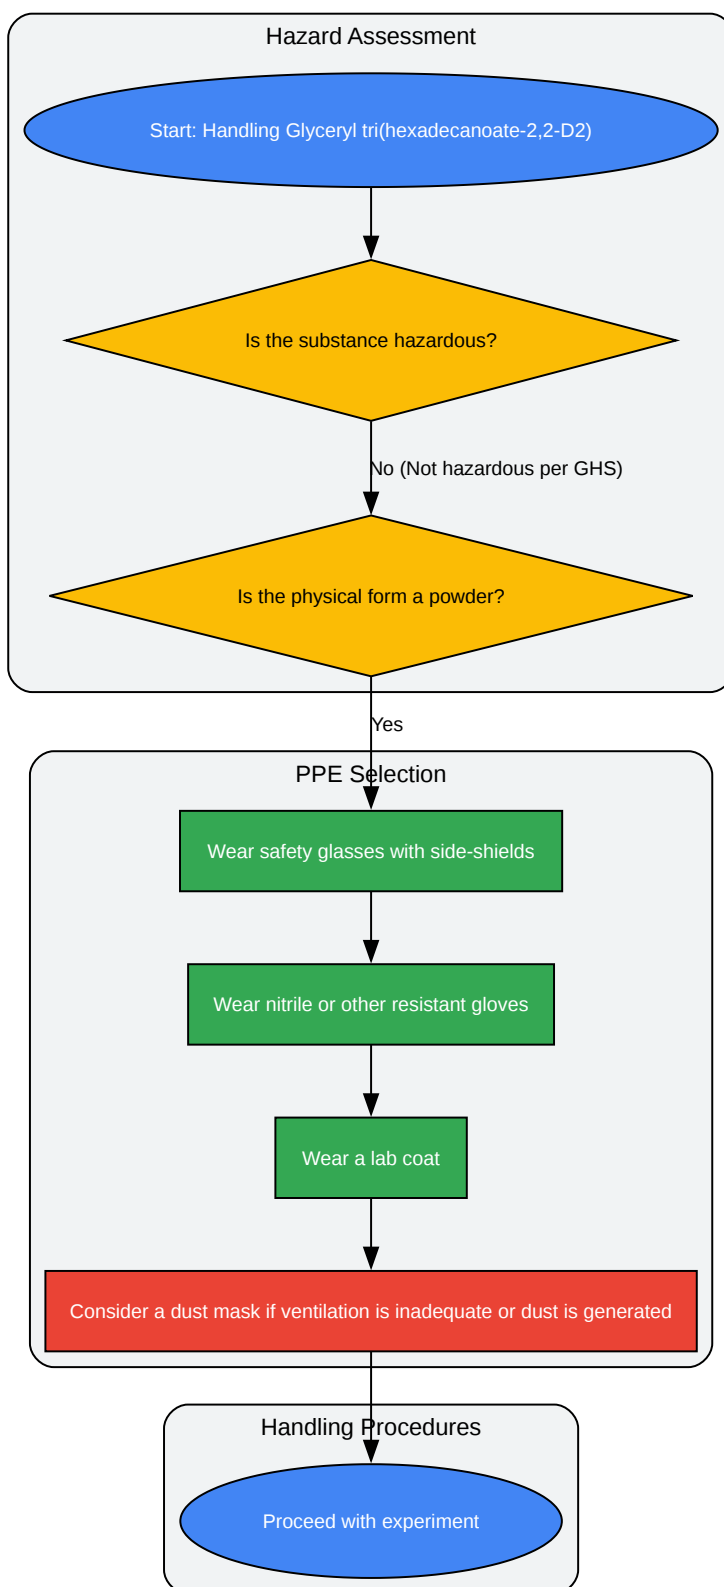 Hazard Assessment
Start: Handling Glyceryl tri(hexadecanoate-2,2-D2)
Is the substance hazardous?
No (Not hazardous per GHS)
Is the physical form a powder?
Yes
PPE Selection
Wear safety glasses with side-shields
Wear nitrile or other resistant gloves
Wear a lab coat
Consider a dust mask if ventilation is inadequate or dust is generated
Handling Procedures
Proceed with experiment